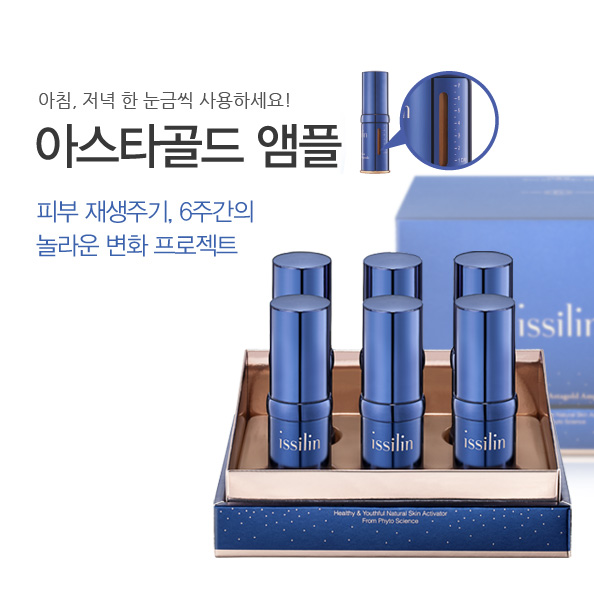 아침, 저녁 한 눈금씩 사용하세요!
아스타골드 앰플
피부 재생주기, 6주간의
놀라운 변화 프로젝트
issilin
issilin
issilin
issilin
Healthy & Youthful Natural Skin Activator
From Phyto Science